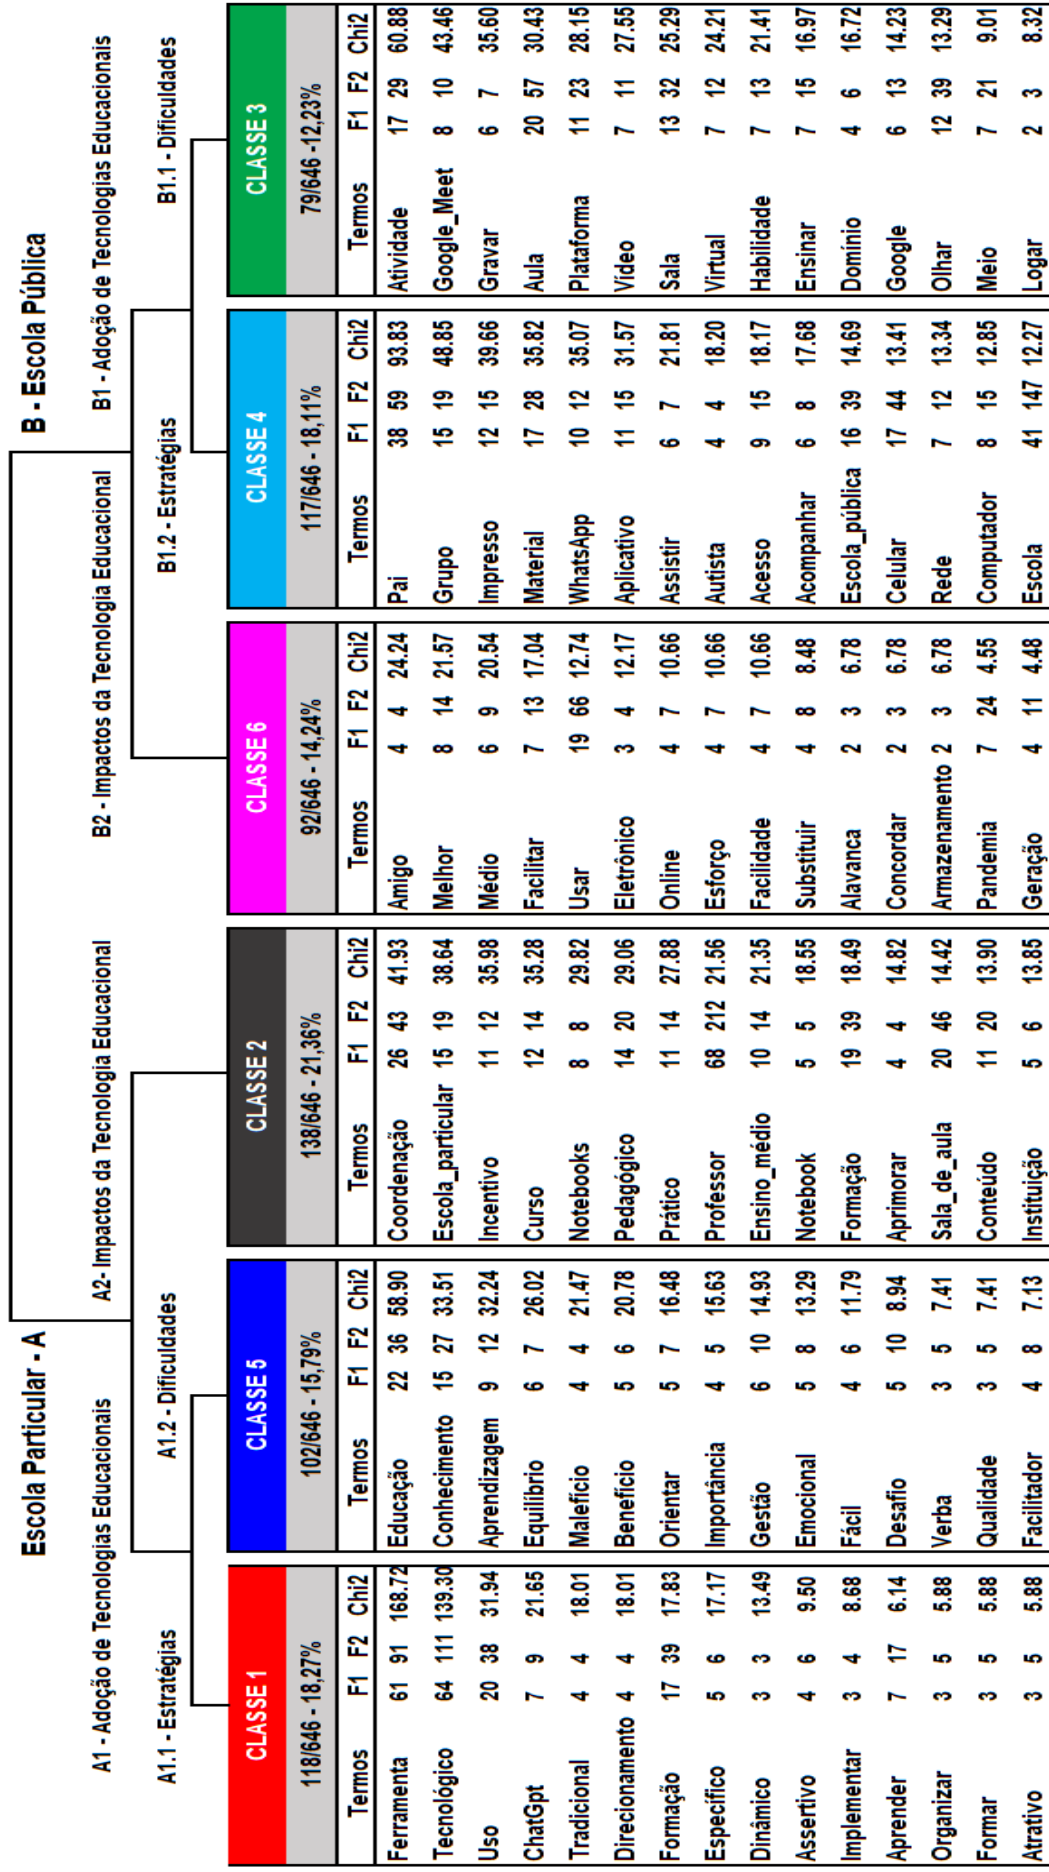 Escola Particular - A B - Escola Pública
A1 - Adoção de Tecnologias Educacionais A2- Impactos da Tecnologia Educacional B2 - Impactos da Tecnologia Educacional B1 - Adoção de Tecnologias Educacionais
A1.1 - Estratégias A1.2 - Dificuldades B1.2 - Estratégias B1.1 - Dificuldades
CLASSE 1 CLASSE 5 CLASSE 2 CLASSE 6 CLASSE 4 CLASSE 3
118/646 - 18,27% 102/646 - 15,79% 138/646 - 21,36% 92/646 - 14,24% 117/646 - 18,11% 79/646 -12,23%
Termos F1 F2 Chi2 Termos F1 F2 Chi2 Termos F1 F2 Chi2 Termos F1 F2 Chi2 Termos F1 F2 Chi2 Termos F1 F2 Chi2
Ferramenta 61 91 168.72 Educação 22 36 58.90 Coordenação 26 43 41.93 Amigo 4 4 24.24 Pai 38 59 93.83 Atividade 17 29 60.88
Tecnológico 64 111 139.30 Conhecimento 15 27 33.51 Escola_particular 15 19 38.64 Melhor 8 14 21.57 Grupo 15 19 48.85 Google_Meet 8 10 43.46
Uso 20 38 31.94 Aprendizagem 9 12 32.24 Incentivo 11 12 35.98 Médio 6 9 20.54 Impresso 12 15 39.66 Gravar 6 7 35.60
ChatGpt 7 9 21.65 Equilíbrio 6 7 26.02 Curso 12 14 35.28 Facilitar 7 13 17.04 Material 17 28 35.82 Aula 20 57 30.43
Tradicional 4 4 18.01 Malefício 4 4 21.47 Notebooks 8 8 29.82 Usar 19 66 12.74 WhatsApp 10 12 35.07 Plataforma 11 23 28.15
Direcionamento 4 4 18.01 Benefício 5 6 20.78 Pedagógico 14 20 29.06 Eletrônico 3 4 12.17 Aplicativo 11 15 31.57 Vídeo 7 11 27.55
Formação 17 39 17.83 Orientar 5 7 16.48 Prático 11 14 27.88 Online 4 7 10.66 Assistir 6 7 21.81 Sala 13 32 25.29
Específico 5 6 17.17 Importância 4 5 15.63 Professor 68 212 21.56 Esforço 4 7 10.66 Autista 4 4 18.20 Virtual 7 12 24.21
Dinâmico 3 3 13.49 Gestão 6 10 14.93 Ensino_médio 10 14 21.35 Facilidade 4 7 10.66 Acesso 9 15 18.17 Habilidade 7 13 21.41
Assertivo 4 6 9.50 Emocional 5 8 13.29 Notebook 5 5 18.55 Substituir 4 8 8.48 Acompanhar 6 8 17.68 Ensinar 7 15 16.97
Implementar 3 4 8.68 Fácil 4 6 11.79 Formação 19 39 18.49 Alavanca 2 3 6.78 Escola_pública 16 39 14.69 Domínio 4 6 16.72
Aprender 7 17 6.14 Desafio 5 10 8.94 Aprimorar 4 4 14.82 Concordar 2 3 6.78 Celular 17 44 13.41 Google 6 13 14.23
Organizar 3 5 5.88 Verba 3 5 7.41 Sala_de_aula 20 46 14.42 Armazenamento 2 3 6.78 Rede 7 12 13.34 Olhar 12 39 13.29
Formar 3 5 5.88 Qualidade 3 5 7.41 Conteúdo 11 20 13.90 Pandemia 7 24 4.55 Computador 8 15 12.85 Meio 7 21 9.01
Atrativo 3 5 5.88 Facilitador 4 8 7.13 Instituição 5 6 13.85 Geração 4 11 4.48 Escola 41 147 12.27 Logar 2 3 8.32